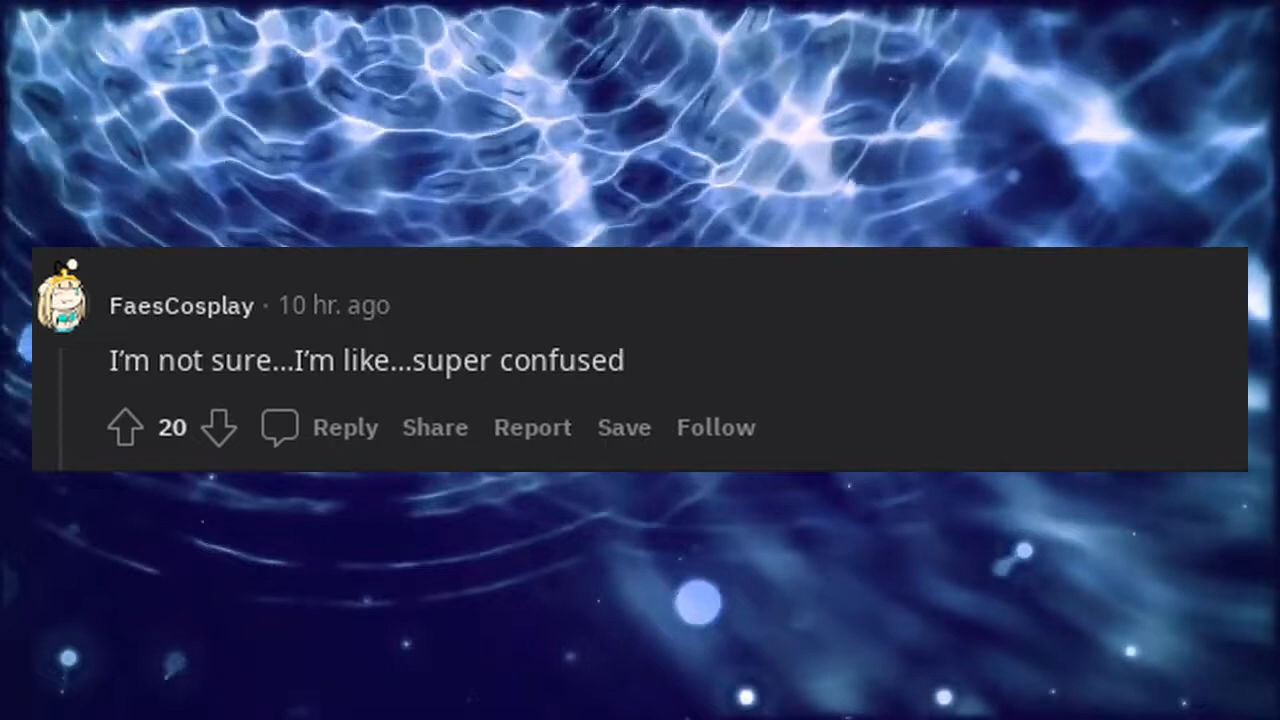 FaesCosplay · 10 hr. ago
I’m not sure...I’m like...super confused
20 Reply Share Report Save Follow